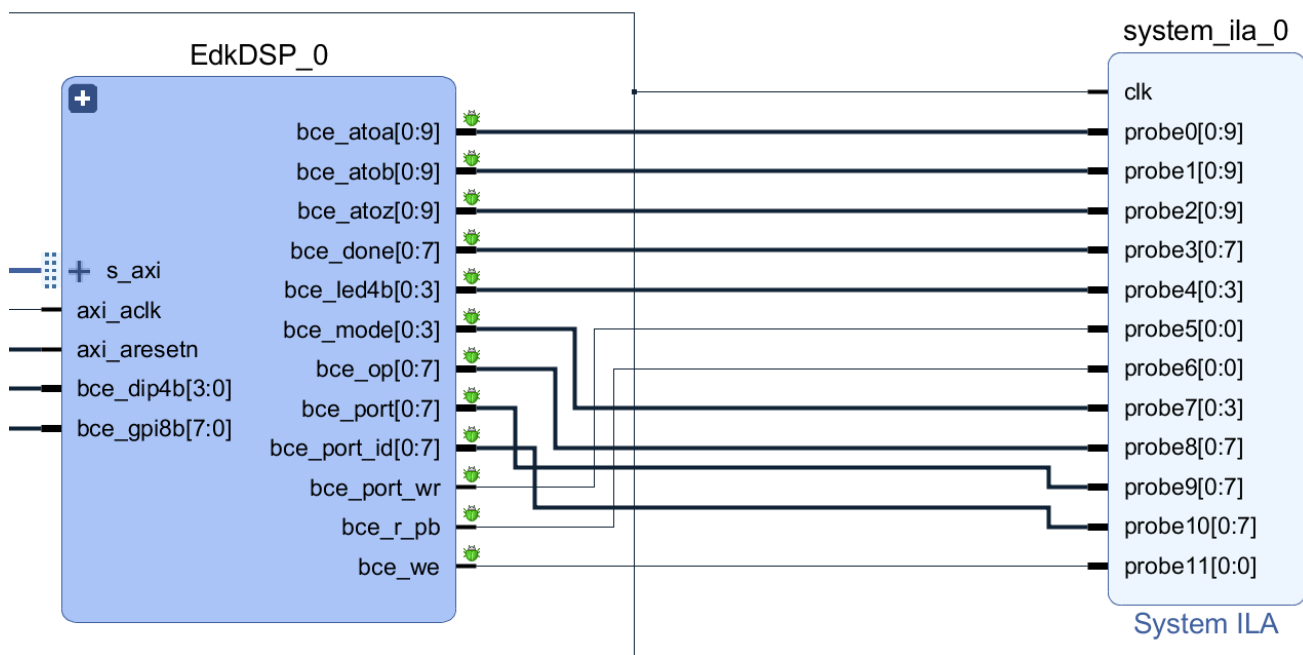 EdkDSP_0
bce_atoa[0:9]
bce_atob[0:9]
bce_atoz[0:9]
bce_done[0:7]
bce_led4b[0:3]
bce_mode[0:3]
bce_op[0:7]
bce_port[0:7]
bce_port_id[0:7]
bce_port_wr
bce_r_pb
bce_we
s_axi
axi_aclk
axi_aresetn
bce_dip4b[3:0]
bce_gpi8b[7:0]
system_ila_0
clk
probe0[0:9]
probe1[0:9]
probe2[0:9]
probe3[0:7]
probe4[0:3]
probe5[0:0]
probe6[0:0]
probe7[0:3]
probe8[0:7]
probe9[0:7]
probe10[0:7]
probe11[0:0]
System ILA